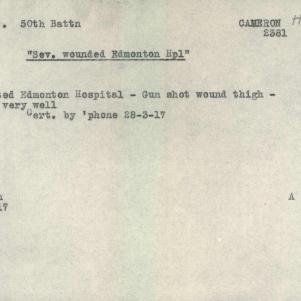 . 50th Battn CAMERON H
2381
"Sev. wounded Edmonton Hpl"
ed Edmonton Hospital - Gun shot wound thigh -
very well
Cert. by 'phone 28-3-17
A
17